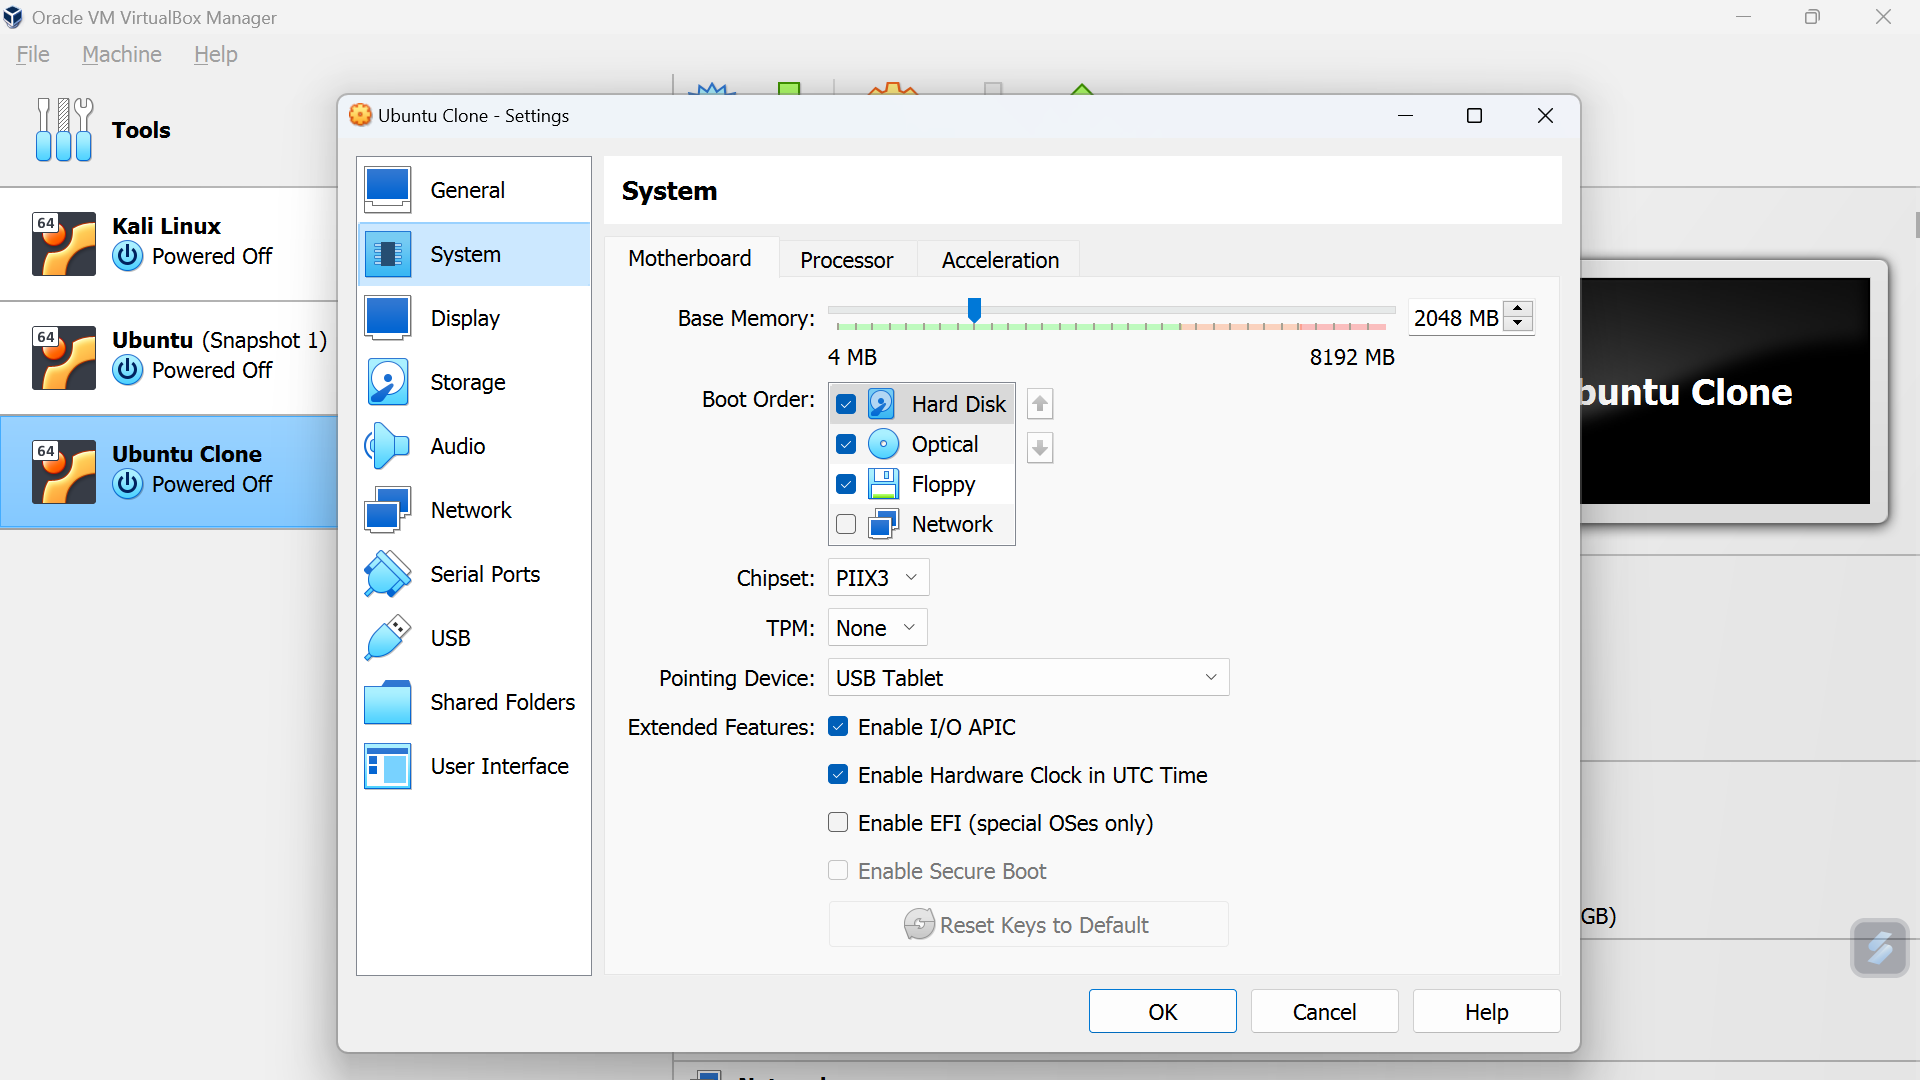 Oracle VM VirtualBox Manager
File Machine Help
Tools
64
Kali Linux
Powered Off
64
Ubuntu (Snapshot 1)
Powered Off
64
Ubuntu Clone
Powered Off
Ubuntu Clone - Settings
General
System
Display
Storage
Audio
Network
Serial Ports
USB
Shared Folders
User Interface
System
Motherboard Processor Acceleration
Base Memory: 2048 MB
4 MB 8192 MB
Boot Order: Hard Disk
Optical
Floppy
Network
Chipset: PIIX3
TPM: None
Pointing Device: USB Tablet
Extended Features: Enable I/O APIC
Enable Hardware Clock in UTC Time
Enable EFI (special OSes only)
Enable Secure Boot
Reset Keys to Default
OK Cancel Help
buntu Clone
GB)